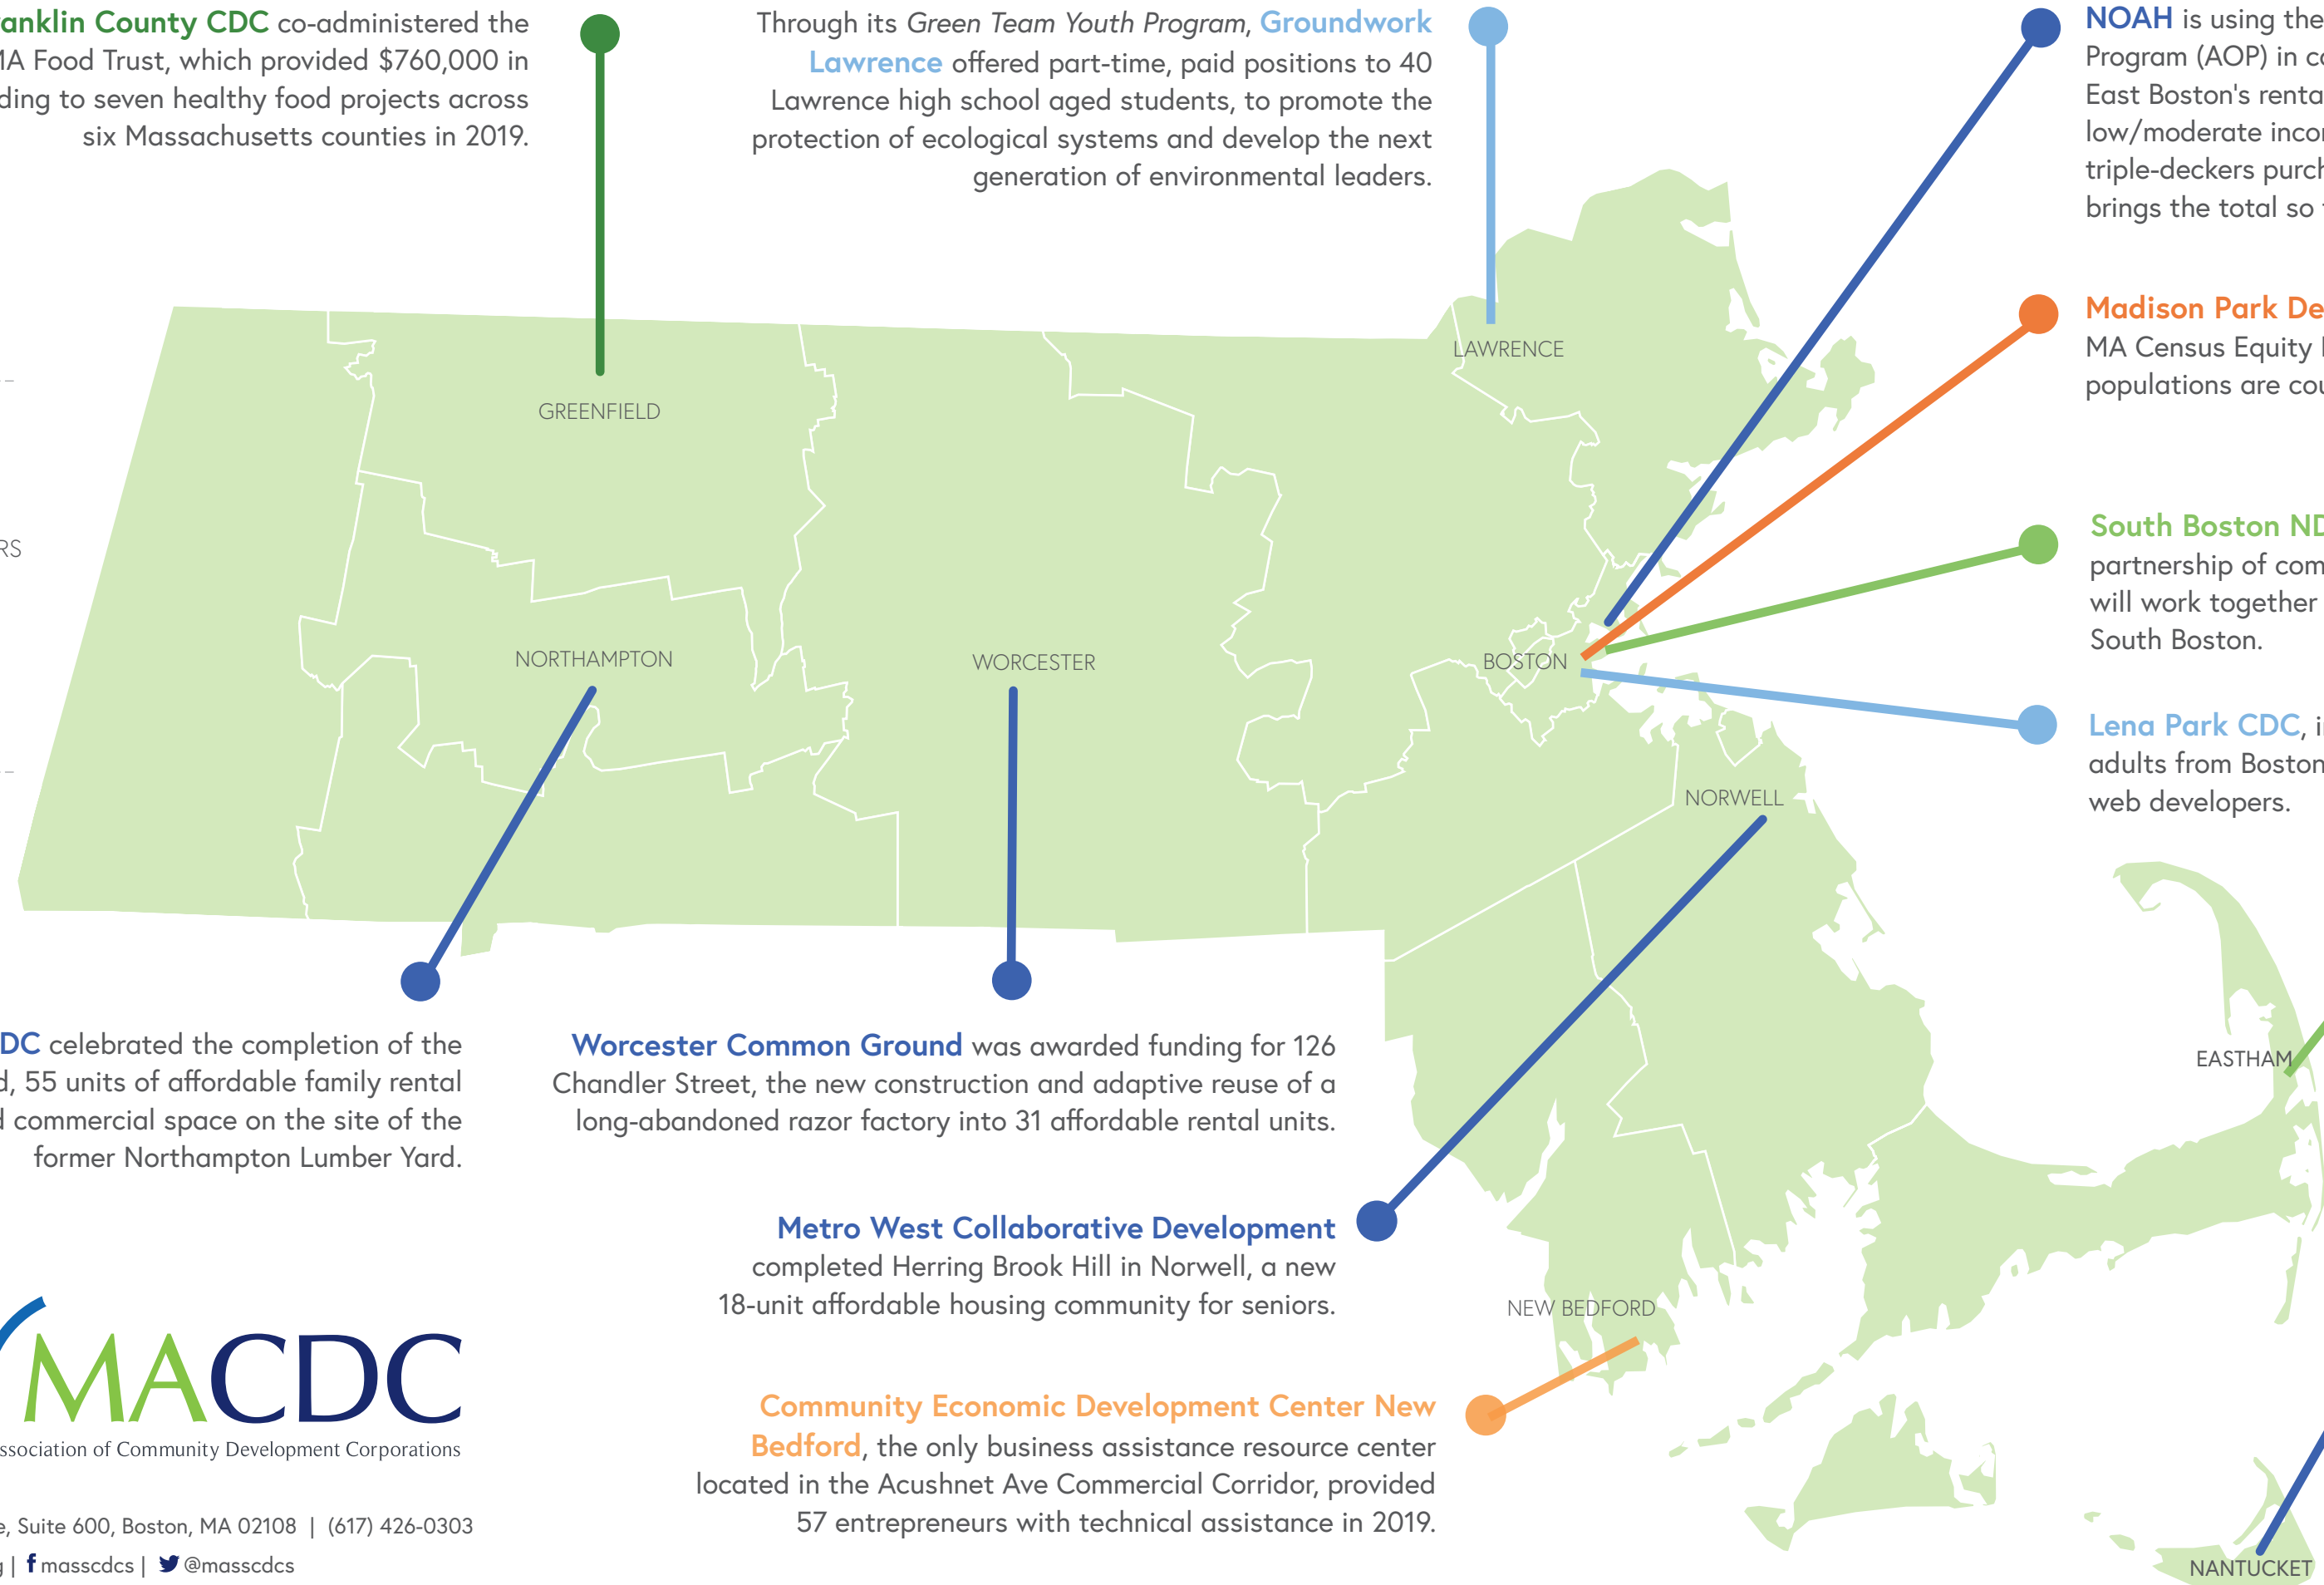 anklin County CDC co-administered the
MA Food Trust, which provided $760,000 in
ding to seven healthy food projects across
six Massachusetts counties in 2019.
Through its Green Team Youth Program, Groundwork
Lawrence offered part-time, paid positions to 40
Lawrence high school aged students, to promote the
protection of ecological systems and develop the next
generation of environmental leaders.
NOAH is using the
Program (AOP) in co
East Boston's renta
low/moderate inco
triple-deckers purch
brings the total so
Madison Park De
MA Census Equity
populations are cou
South Boston ND
partnership of com
will work together
South Boston.
Lena Park CDC, i
adults from Boston
web developers.
RS
LAWRENCE
GREENFIELD
NORTHAMPTON
WORCESTER
BOSTON
NORWELL
EASTHAM
NEW BEDFORD
NANTUCKET
DC celebrated the completion of the
d, 55 units of affordable family rental
d commercial space on the site of the
former Northampton Lumber Yard.
Worcester Common Ground was awarded funding for 126
Chandler Street, the new construction and adaptive reuse of a
long-abandoned razor factory into 31 affordable rental units.
Metro West Collaborative Development
completed Herring Brook Hill in Norwell, a new
18-unit affordable housing community for seniors.
Community Economic Development Center New
Bedford, the only business assistance resource center
located in the Acushnet Ave Commercial Corridor, provided
57 entrepreneurs with technical assistance in 2019.
MACDC
ssociation of Community Development Corporations
e, Suite 600, Boston, MA 02108 | (617) 426-0303
g | f masscdcs | @masscdcs